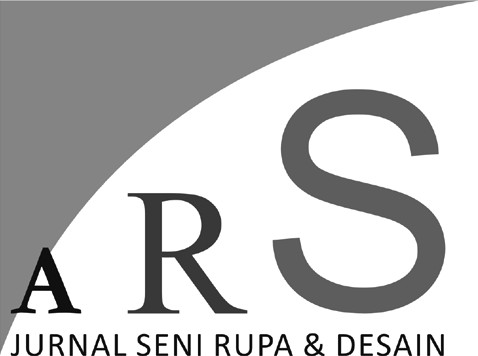 ARS
JURNAL SENI RUPA & DESAIN